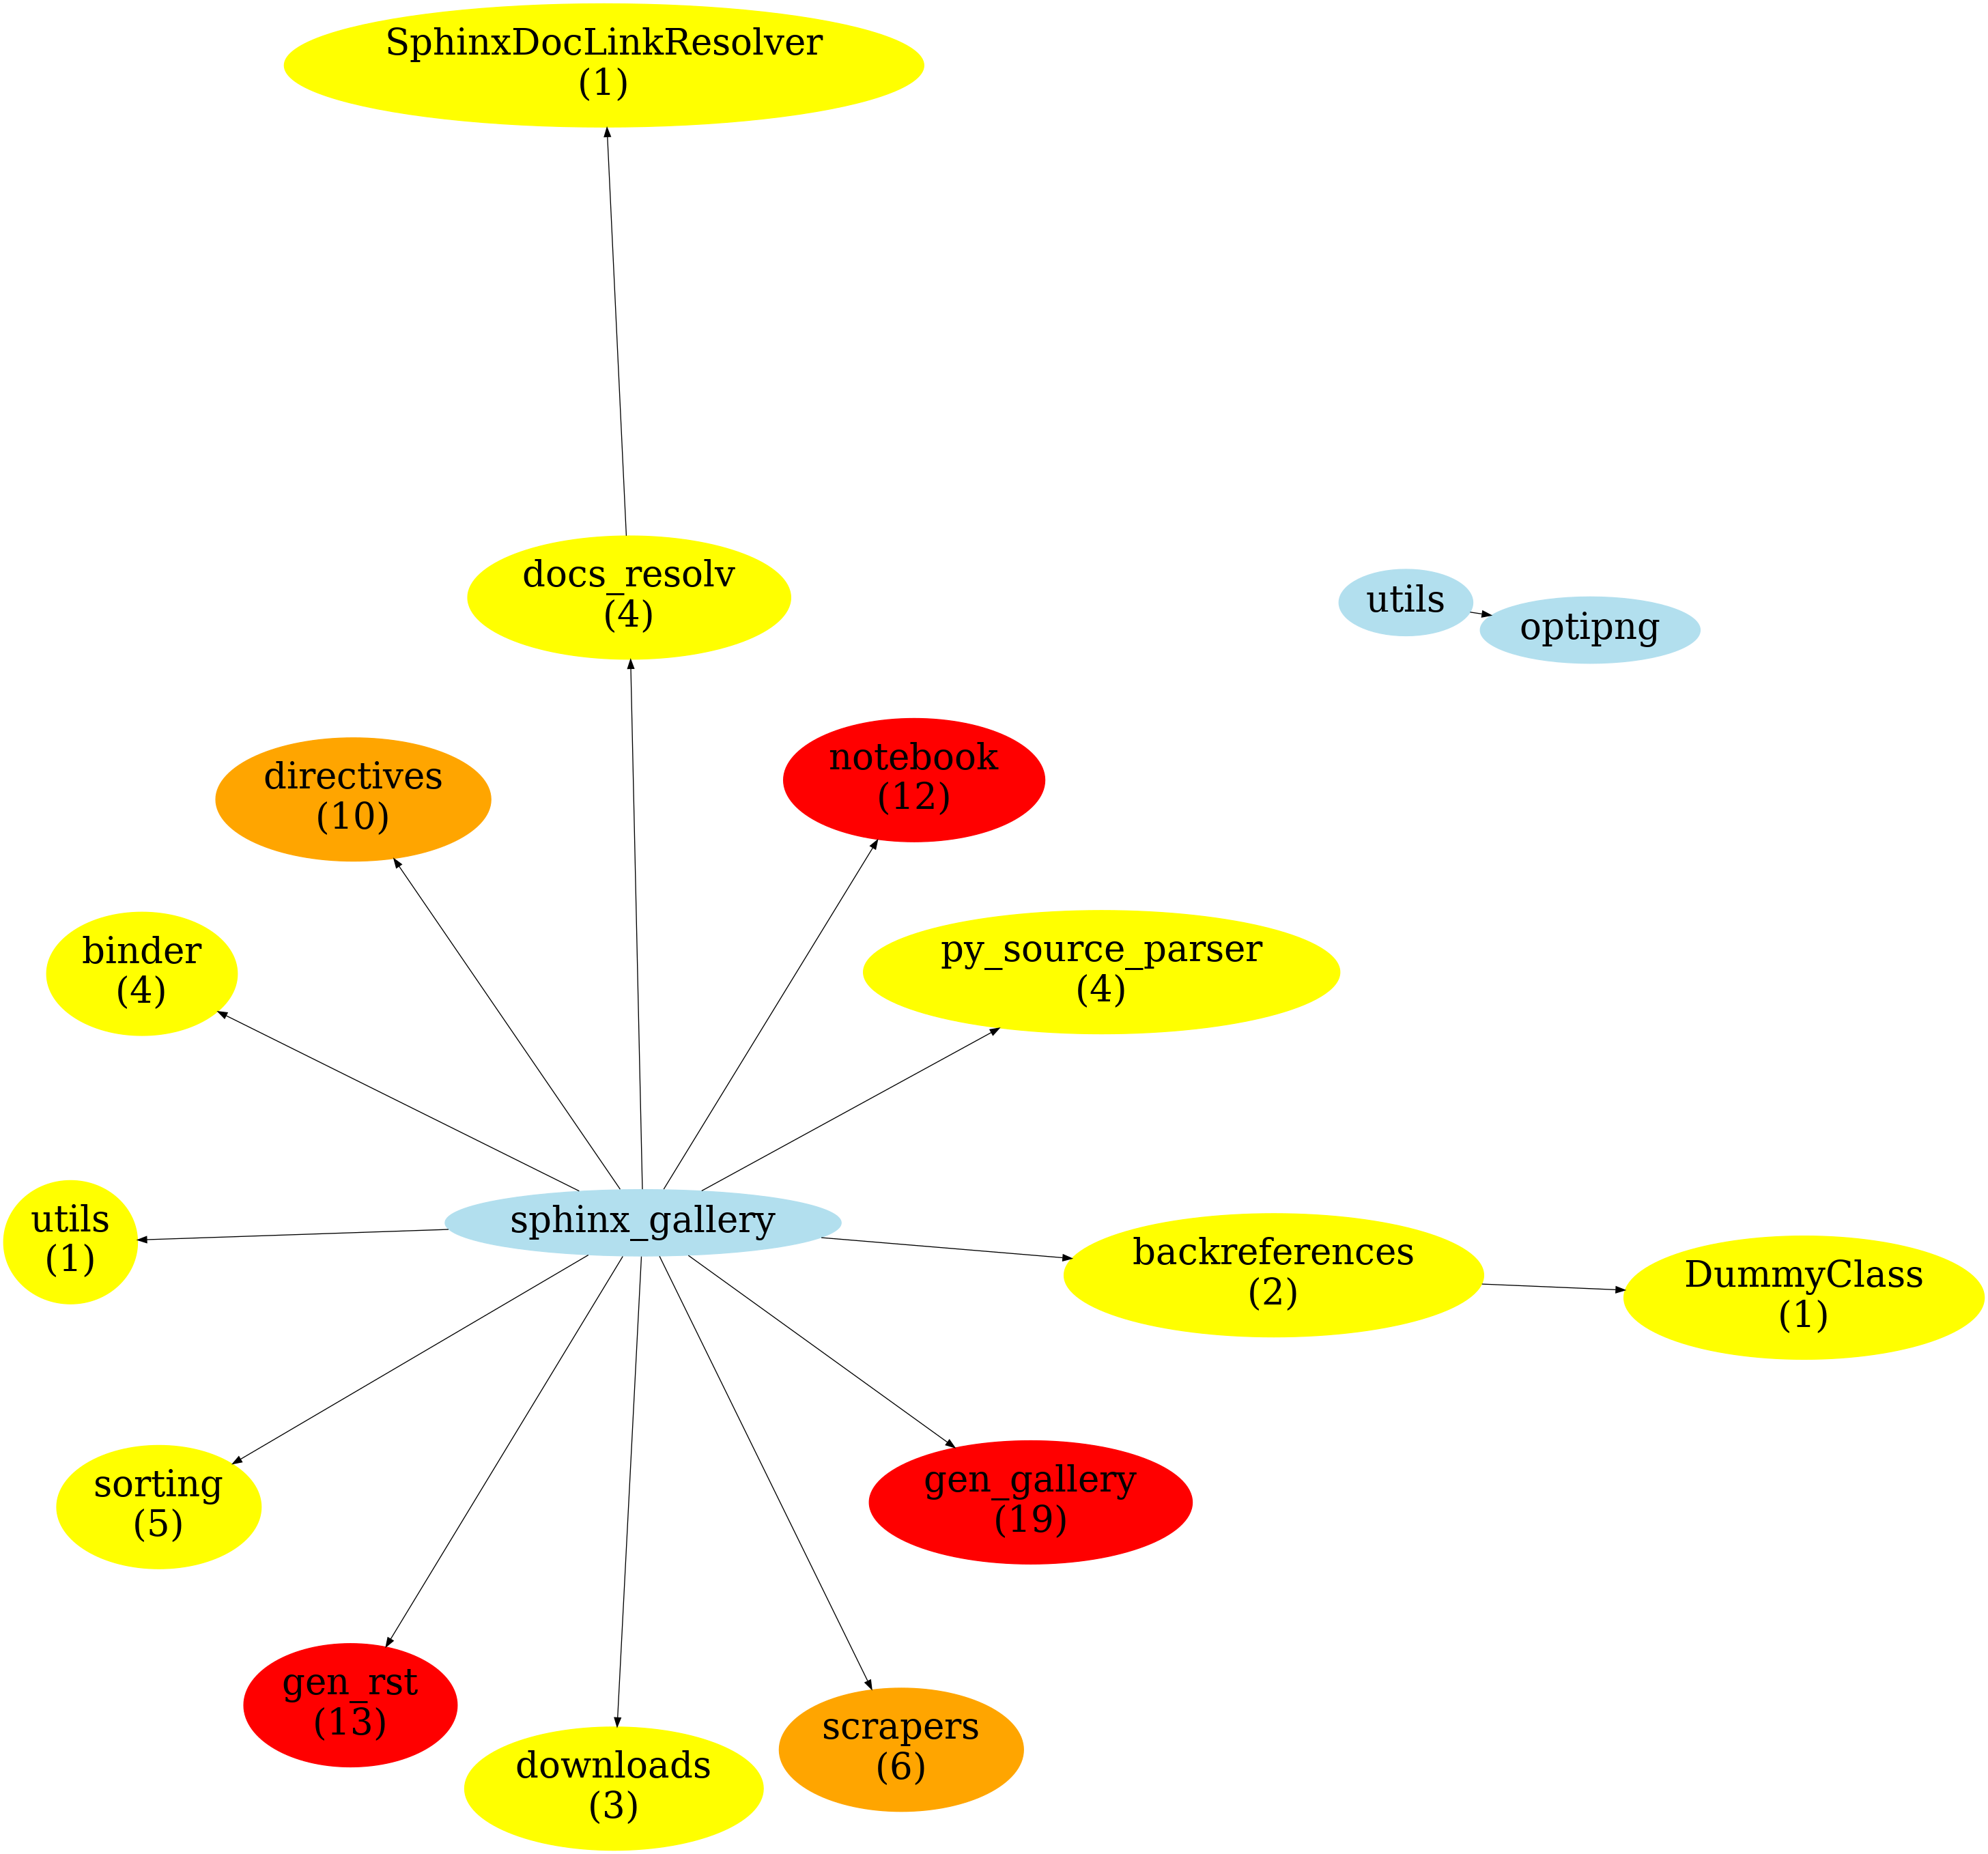 SphinxDocLinkResolver
(1)
docs_resolv
(4)
utils
optipng
notebook
(12)
directives
(10)
py_source_parser
(4)
binder
(4)
utils
(1)
sphinx_gallery
backreferences
(2)
DummyClass
(1)
sorting
(5)
gen_gallery
(19)
gen_rst
(13)
scrapers
(6)
downloads
(3)